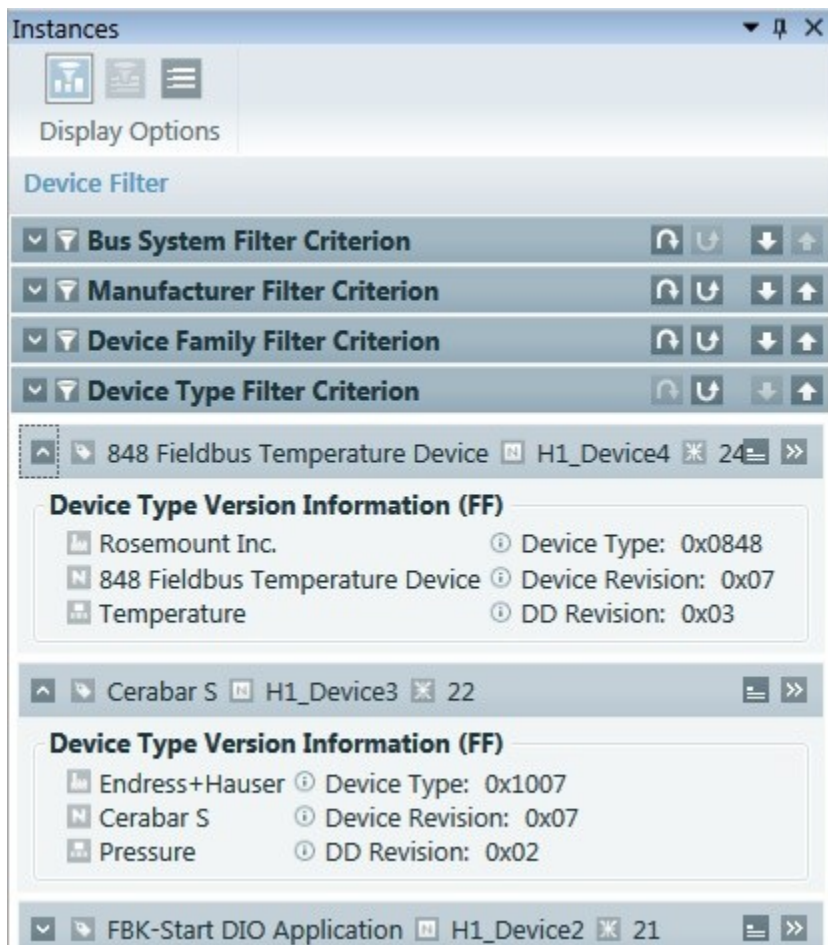 Instances
Display Options
Device Filter
Bus System Filter Criterion
Manufacturer Filter Criterion
Device Family Filter Criterion
Device Type Filter Criterion
848 Fieldbus Temperature Device N H1_Device4 24
Device Type Version Information (FF)
Rosemount Inc. Device Type: 0x0848
N 848 Fieldbus Temperature Device Device Revision: 0x07
Temperature DD Revision: 0x03
Cerabar S N H1_Device3 22
Device Type Version Information (FF)
Endress+Hauser Device Type: 0x1007
N Cerabar S Device Revision: 0x07
Pressure DD Revision: 0x02
FBK-Start DIO Application N H1_Device2 21